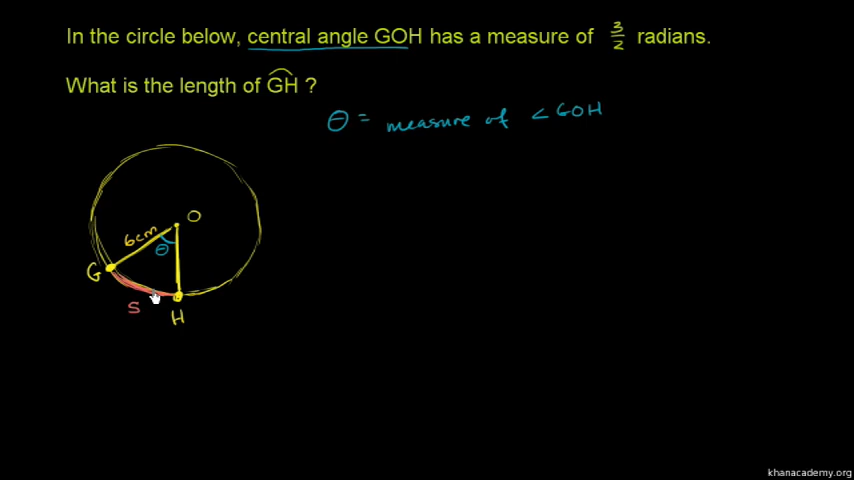 In the circle below, central angle GOH has a measure of 3/2 radians.
What is the length of GH ?
θ = measure of ∠GOH
O
6cm
θ
G
S
H
khanacademy.org